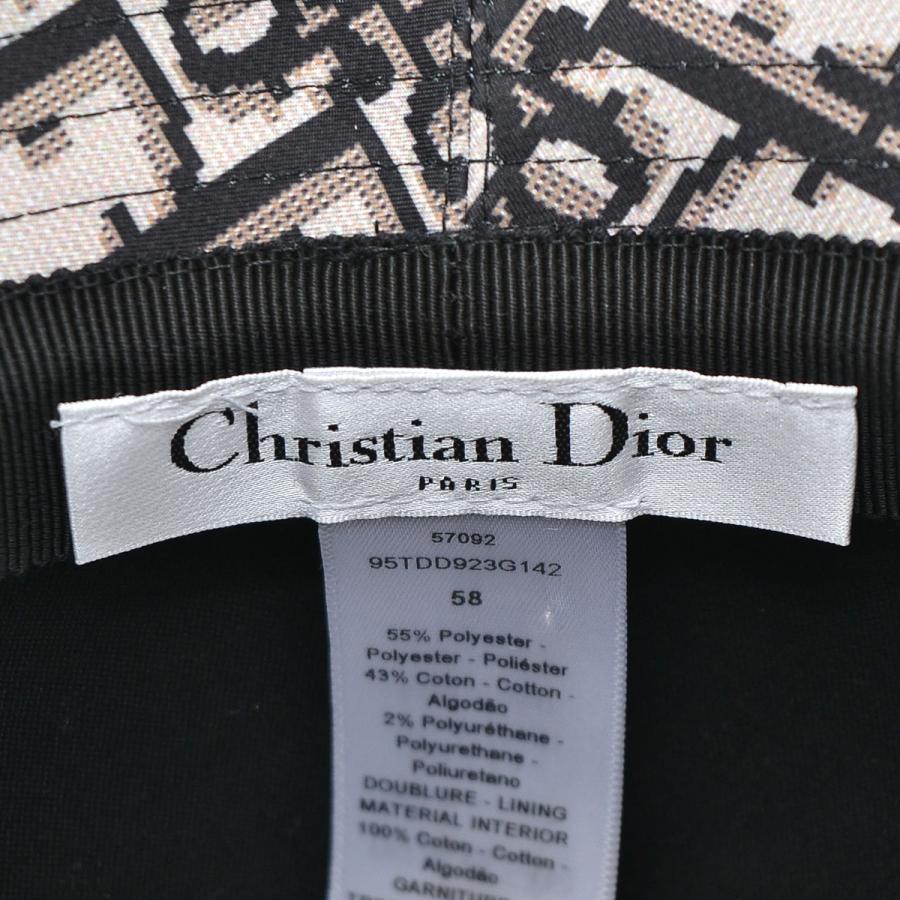 Christian Dior
PARIS
57092
95TDD923G142
58
55% Polyester -
Polyester - Poliéster
43% Coton - Cotton -
Algodão
2% Polyuréthane -
Polyurethane -
Poliuretano
DOUBLURE - LINING
MATERIAL INTERIOR
100% Coton - Cotton -
Algodão
GARNITURE